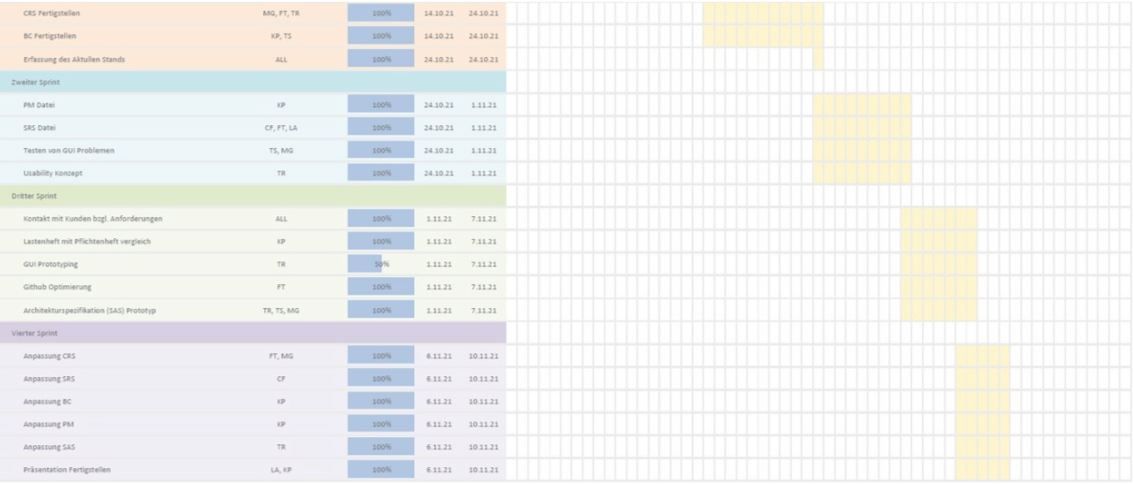 CRS Fertigstellen MG, FT, TR 100% 14.10.21 24.10.21
BC Fertigstellen KP, TS 100% 14.10.21 24.10.21
Erfassung des Aktullen Stands ALL 100% 24.10.21 24.10.21
Zweiter Sprint
PM Datei KP 100% 24.10.21 1.11.21
SRS Datei CF, FT, LA 100% 24.10.21 1.11.21
Testen von GUI Problemen TS, MG 100% 24.10.21 1.11.21
Usability Konzept TR 100% 24.10.21 1.11.21
Dritter Sprint
Kontakt mit Kunden bzgl. Anforderungen ALL 100% 1.11.21 7.11.21
Lastenheft mit Pflichtenheft vergleich KP 100% 1.11.21 7.11.21
GUI Prototyping TR 50% 1.11.21 7.11.21
Github Optimierung FT 100% 1.11.21 7.11.21
Architekturspezifikation (SAS) Prototyp TR, TS, MG 100% 1.11.21 7.11.21
Vierter Sprint
Anpassung CRS FT, MG 100% 6.11.21 10.11.21
Anpassung SRS CF 100% 6.11.21 10.11.21
Anpassung BC KP 100% 6.11.21 10.11.21
Anpassung PM KP 100% 6.11.21 10.11.21
Anpassung SAS TR 100% 6.11.21 10.11.21
Präsentation Fertigstellen LA, KP 100% 6.11.21 10.11.21